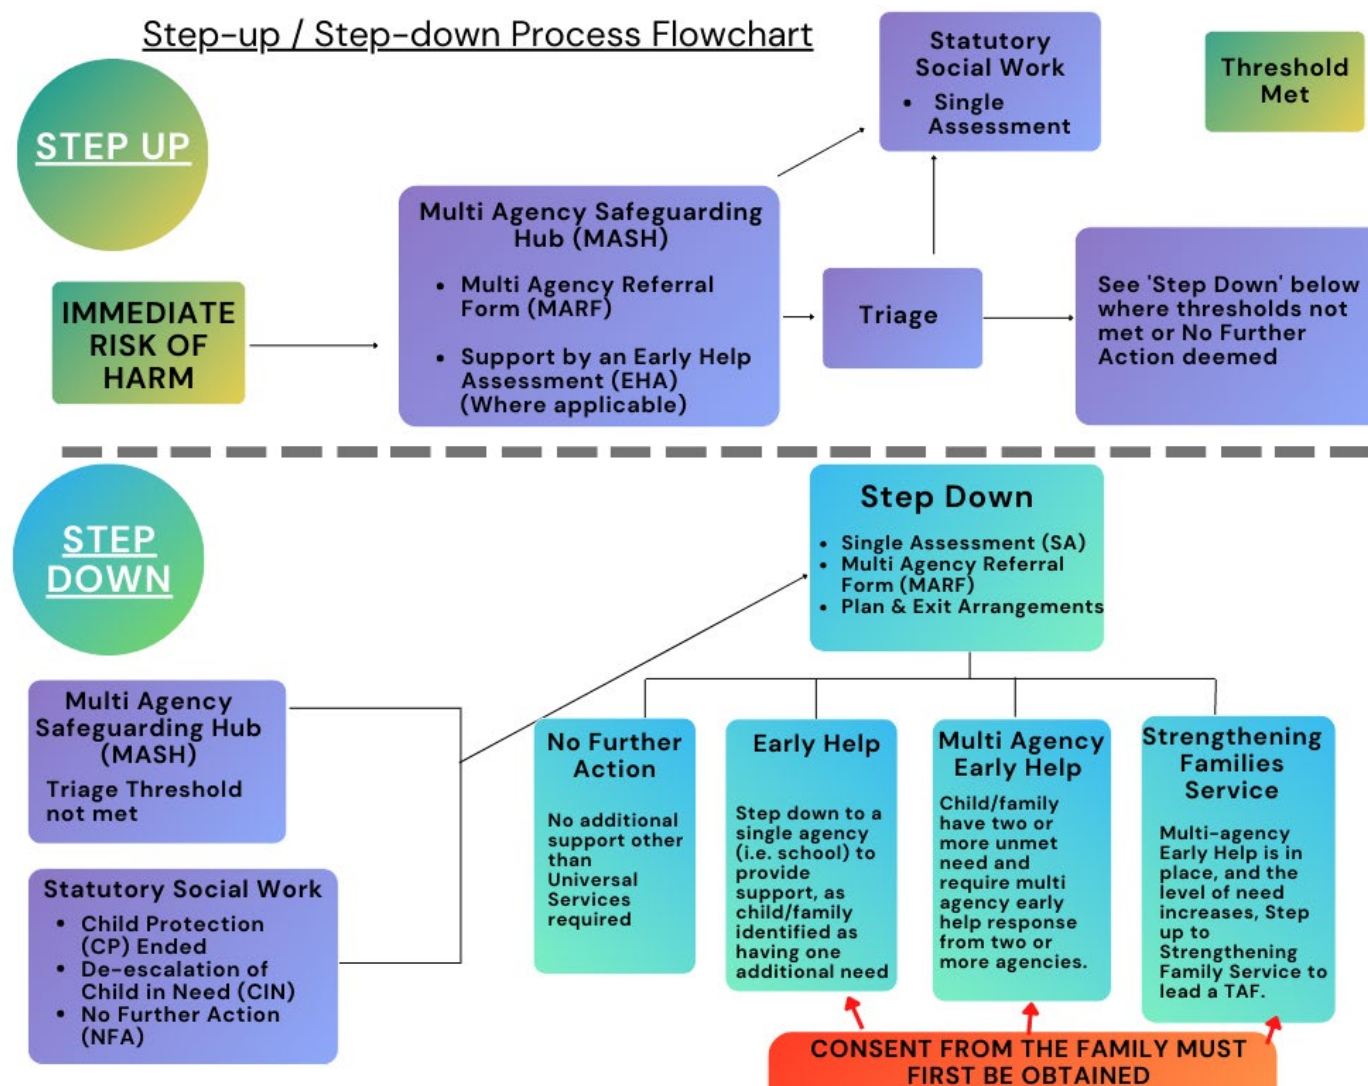 Step-up / Step-down Process Flowchart
STEP UP
Statutory
Social Work
• Single
Assessment
Threshold
Met
IMMEDIATE
RISK OF
HARM
Multi Agency Safeguarding
Hub (MASH)
• Multi Agency Referral
Form (MARF)
• Support by an Early Help
Assessment (EHA)
(Where applicable)
Triage
See 'Step Down' below
where thresholds not
met or No Further
Action deemed
STEP
DOWN
Step Down
• Single Assessment (SA)
• Multi Agency Referral
Form (MARF)
• Plan & Exit Arrangements
Multi Agency
Safeguarding Hub
(MASH)
Triage Threshold
not met
Statutory Social Work
• Child Protection
(CP) Ended
• De-escalation of
Child in Need (CIN)
• No Further Action
(NFA)
No Further
Action
No additional
support other
than
Universal
Services
required
Early Help
Step down to a
single agency
(i.e. school) to
provide
support, as
child/family
identified as
having one
additional need
Multi Agency
Early Help
Child/family
have two or
more unmet
need and
require multi
agency early
help response
from two or
more agencies.
Strengthening
Families
Service
Multi-agency
Early Help is in
place, and the
level of need
increases, Step
up to
Strengthening
Family Service to
lead a TAF.
CONSENT FROM THE FAMILY MUST
FIRST BE OBTAINED